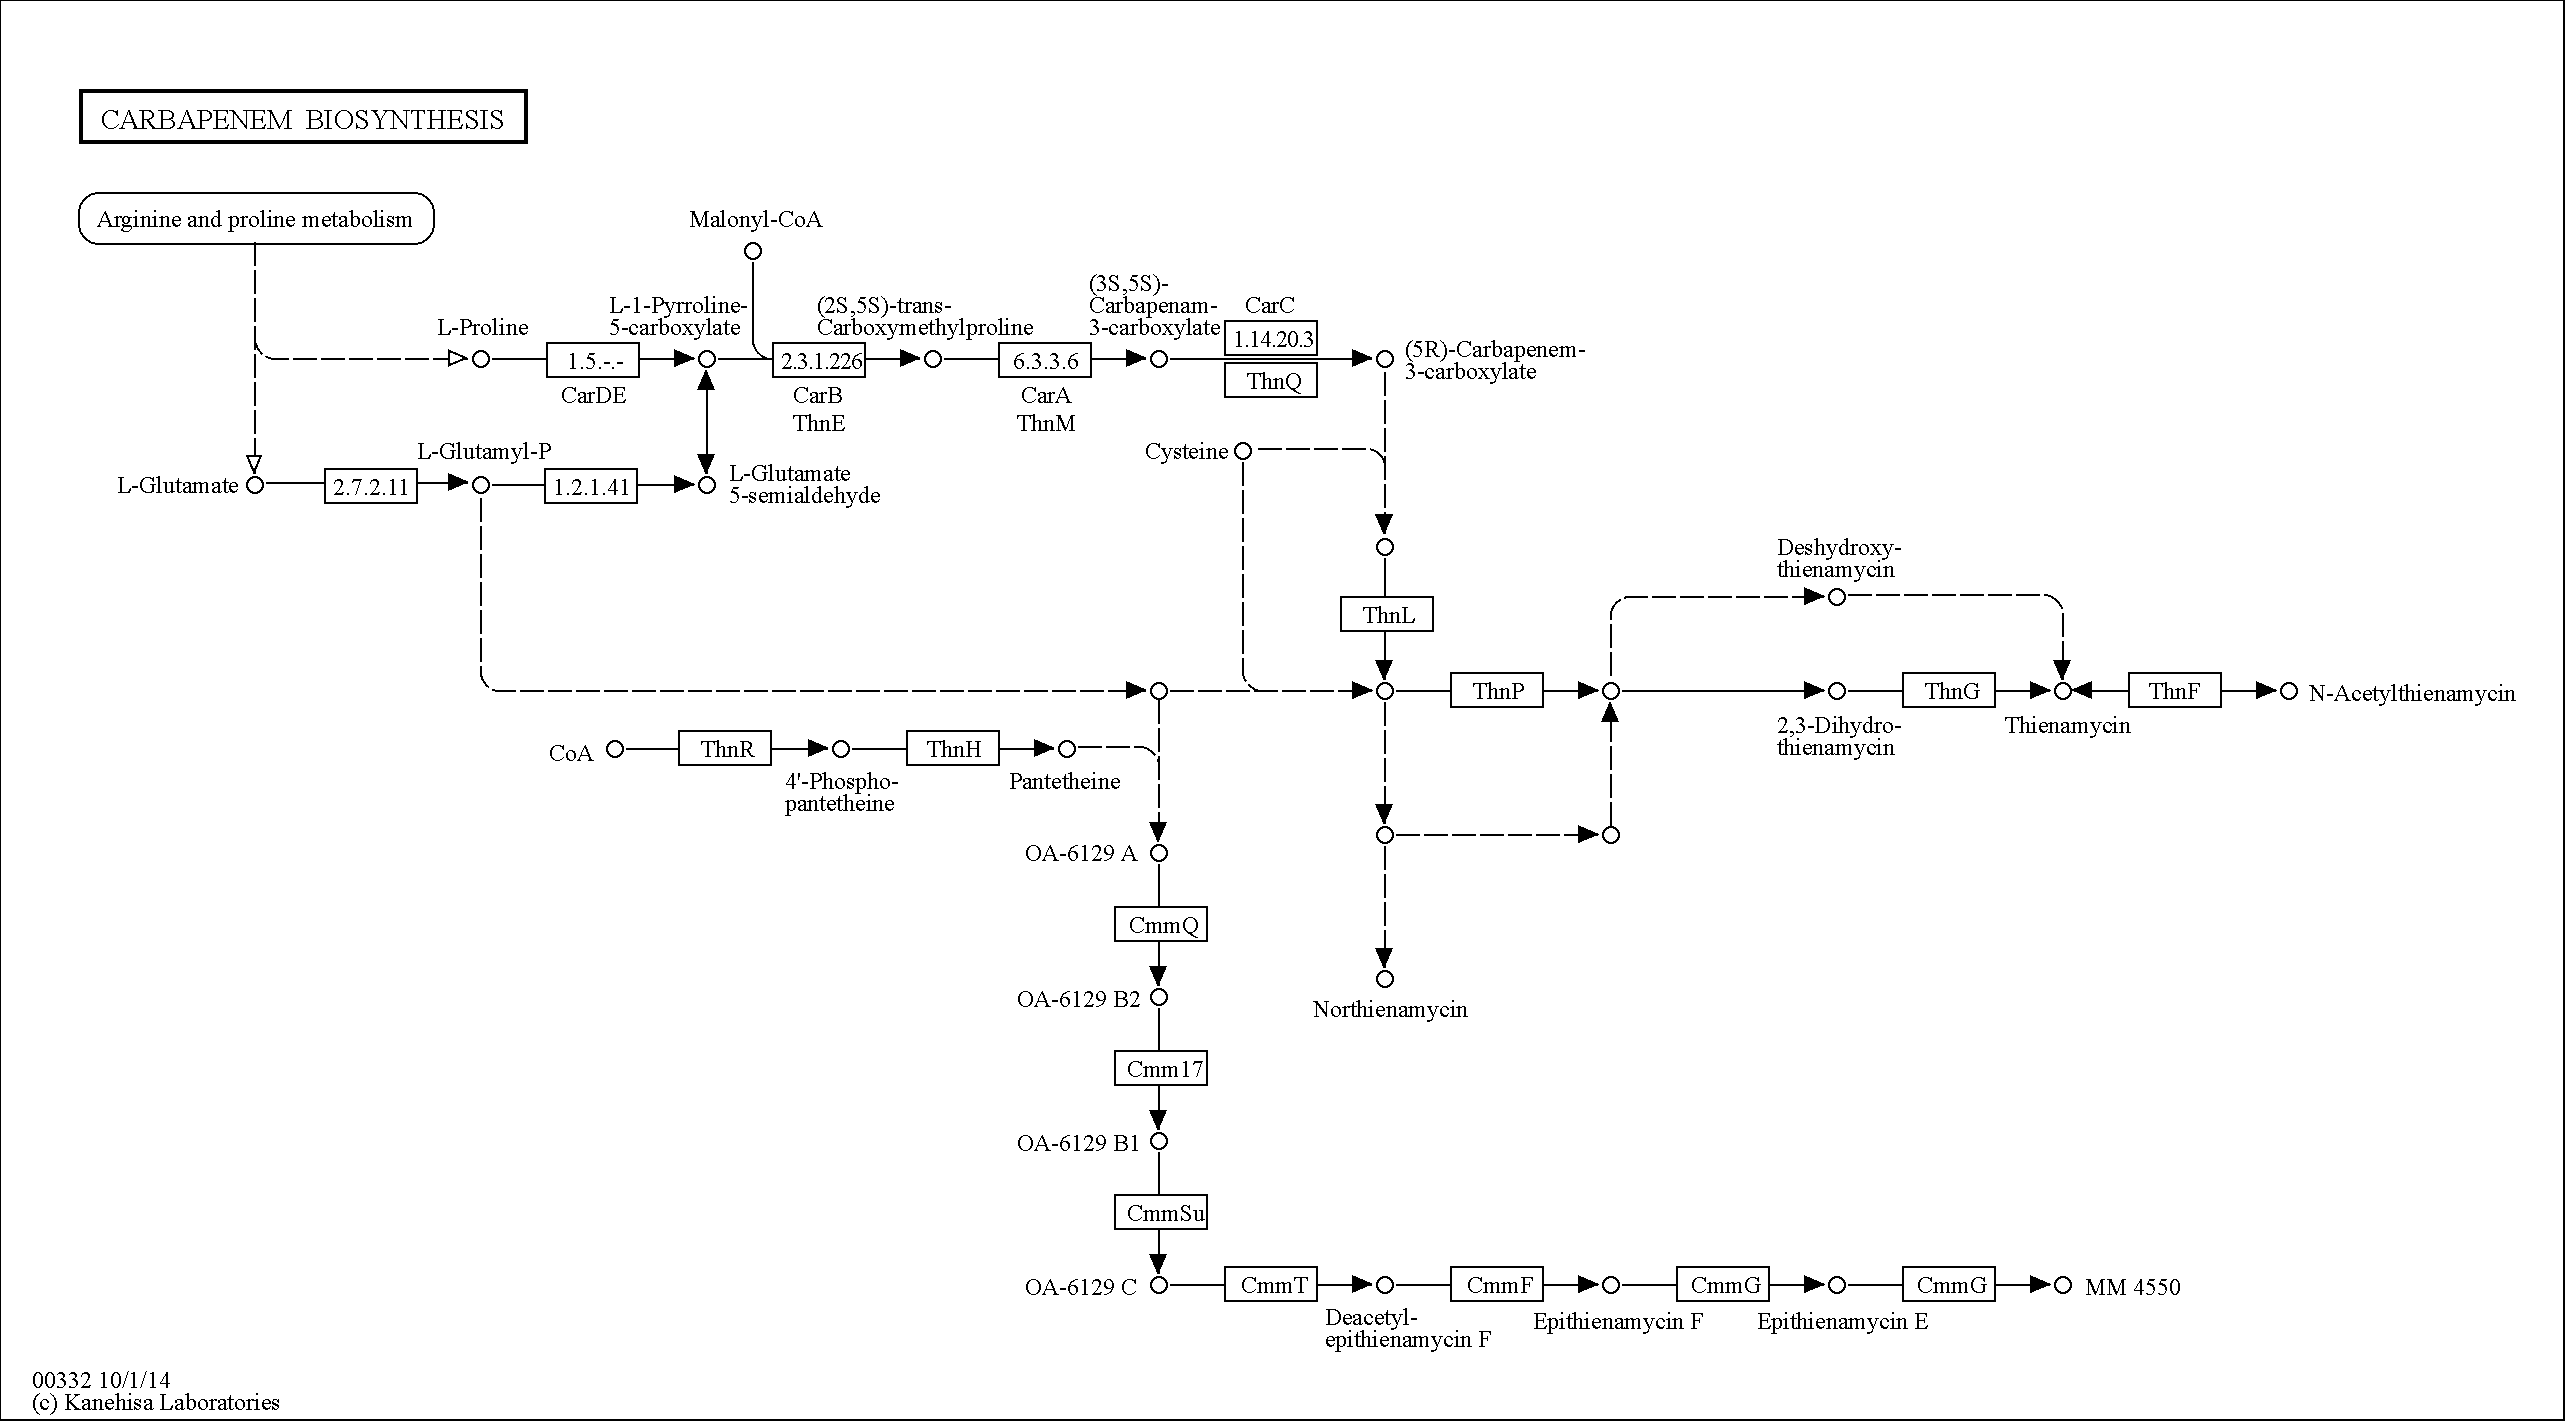 CARBAPENEM BIOSYNTHESIS
Arginine and proline metabolism
Malonyl-CoA
L-Proline
L-1-Pyrroline-
5-carboxylate
(2S,5S)-trans-
Carboxymethylproline
(3S,5S)-
Carbapenam-
3-carboxylate
CarC
1.14.20.3
ThnQ
(5R)-Carbapenem-
3-carboxylate
1.5.-.-
CarDE
2.3.1.226
CarB
ThnE
6.3.3.6
CarA
ThnM
L-Glutamate
2.7.2.11
L-Glutamyl-P
1.2.1.41
L-Glutamate
5-semialdehyde
Cysteine
ThnL
Deshydroxy-
thienamycin
ThnP
2,3-Dihydro-
thienamycin
ThnG
Thienamycin
ThnF
N-Acetylthienamycin
CoA
ThnR
4'-Phospho-
pantetheine
ThnH
Pantetheine
OA-6129 A
CmmQ
OA-6129 B2
Northienamycin
Cmm17
OA-6129 B1
CmmSu
OA-6129 C
CmmT
Deacetyl-
epithienamycin F
CmmF
Epithienamycin F
CmmG
Epithienamycin E
CmmG
MM 4550
00332 10/1/14
(c) Kanehisa Laboratories